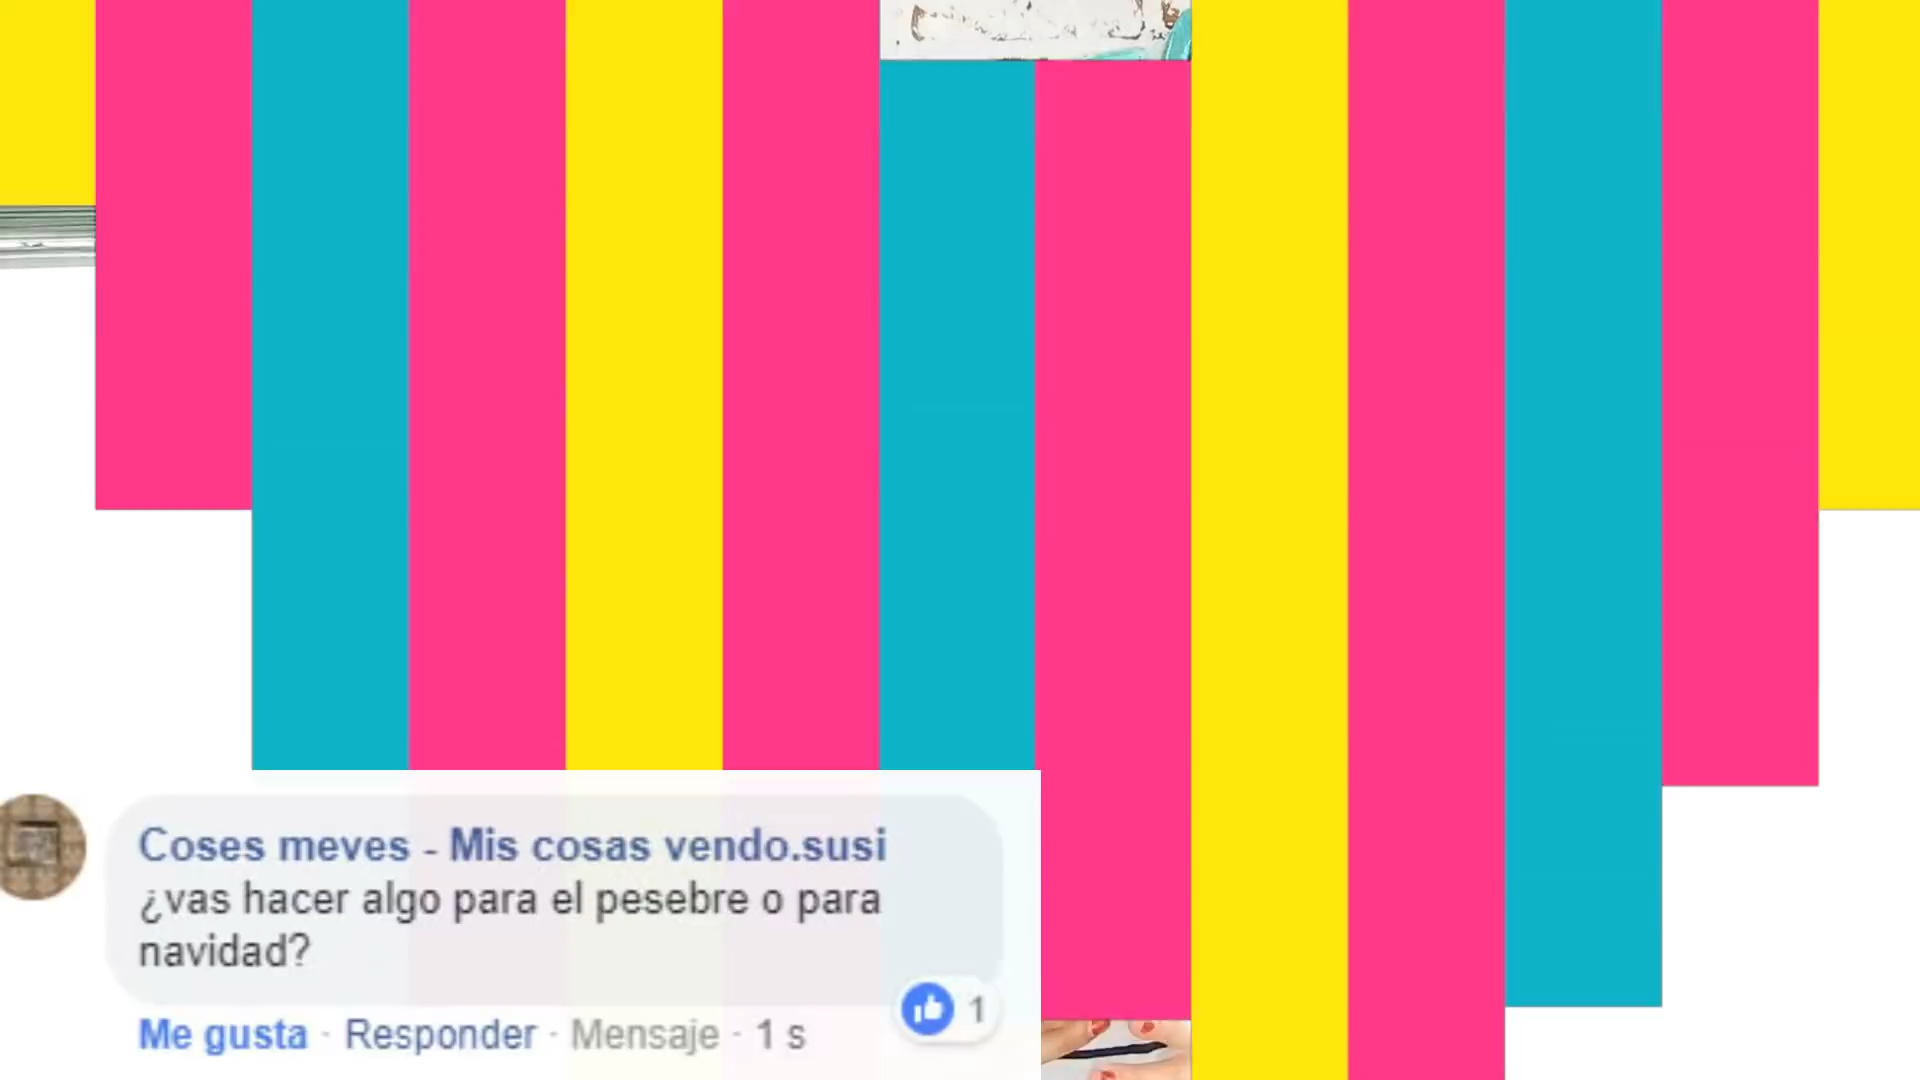 Coses meves - Mis cosas vendo.susi
¿vas hacer algo para el pesebre o para
navidad?
1
Me gusta · Responder · Mensaje · 1 s